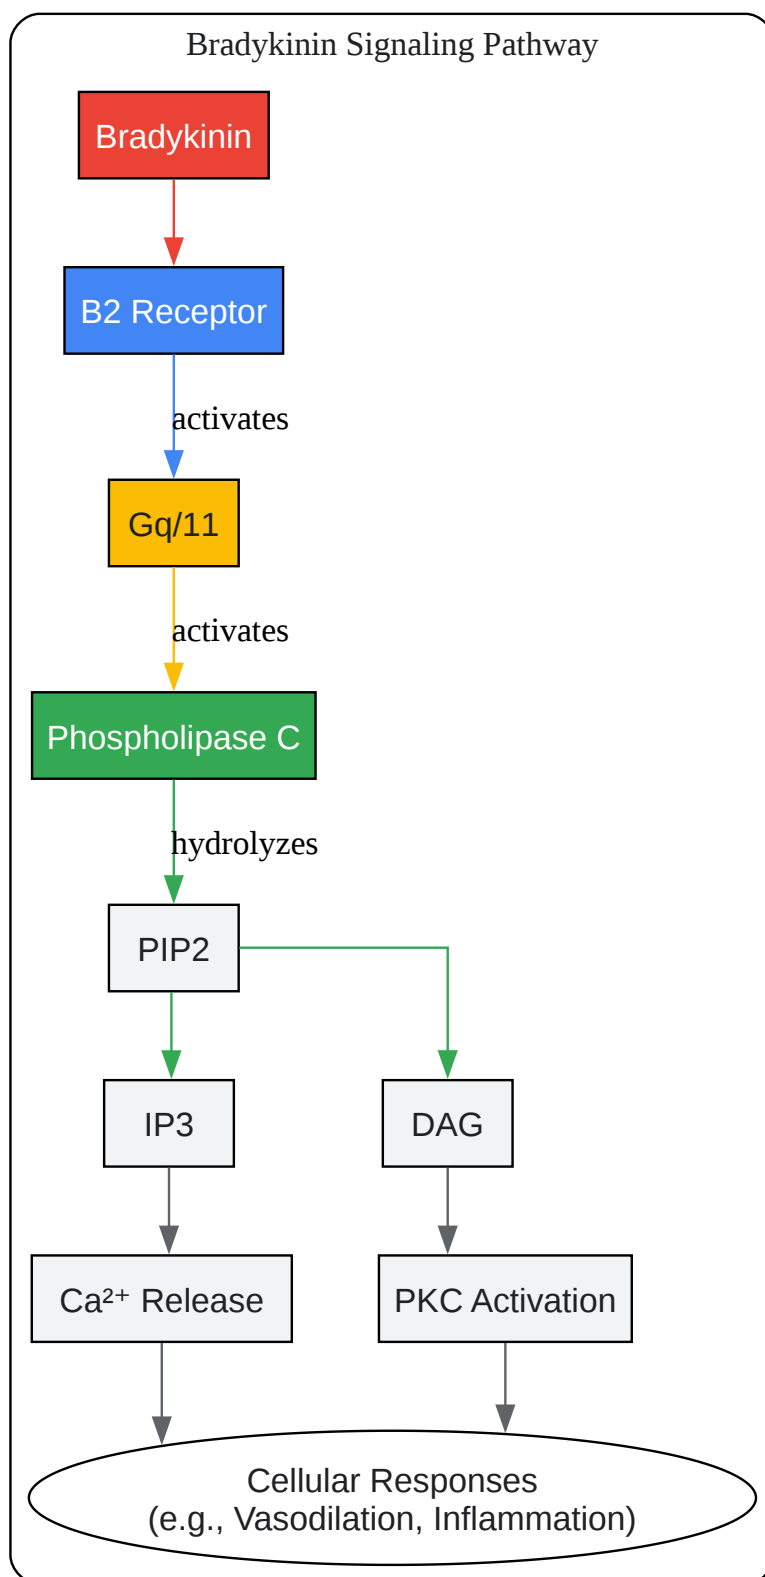 Bradykinin Signaling Pathway
Bradykinin
B2 Receptor
activates
Gq/11
activates
Phospholipase C
hydrolyzes
PIP2
IP3
DAG
Ca²⁺ Release
PKC Activation
Cellular Responses
(e.g., Vasodilation, Inflammation)